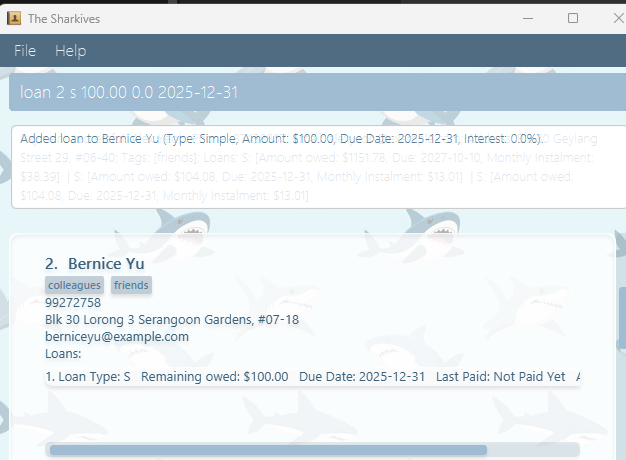 The Sharkives
File Help
loan 2 s 100.00 0.0 2025-12-31
Added loan to Bernice Yu (Type: Simple, Amount: $100.00, Due Date: 2025-12-31, Interest: 0.0%). Geylang
Street 29, #06-40; Tags: [friends]; Loans: S: [Amount owed: $1151.78, Due: 2027-10-10, Monthly Instalment:
$38.39] | S: [Amount owed: $104.08, Due: 2025-12-31, Monthly Instalment: $13.01] | S: [Amount owed:
$104.08, Due: 2025-12-31, Monthly Instalment: $13.01]
2. Bernice Yu
colleagues friends
99272758
Blk 30 Lorong 3 Serangoon Gardens, #07-18
berniceyu@example.com
Loans:
1. Loan Type: S Remaining owed: $100.00 Due Date: 2025-12-31 Last Paid: Not Paid Yet